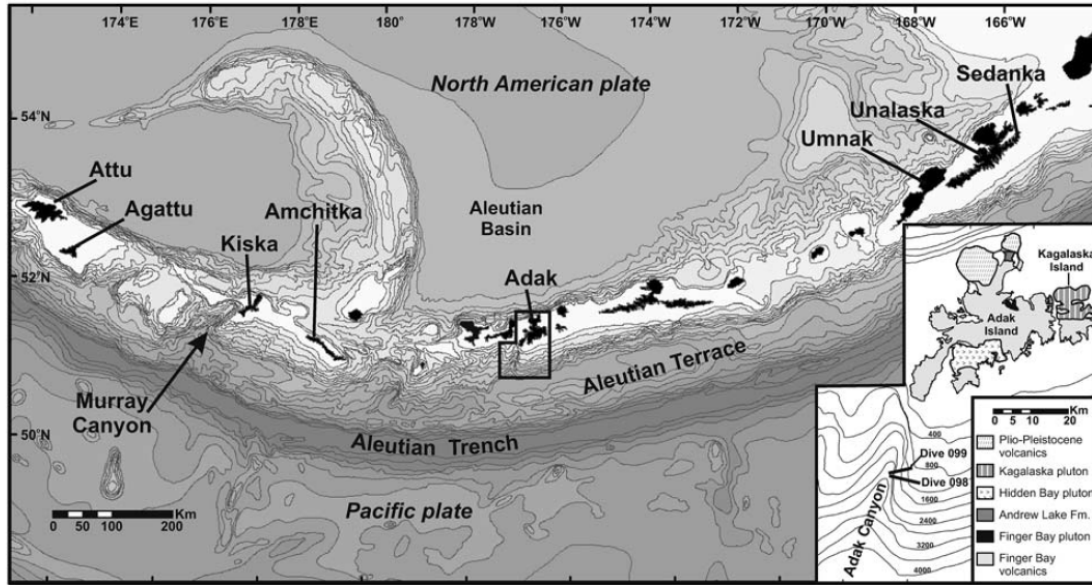 174°E 176°E 178°E 180° 178°W 176°W 174°W 172°W 170°W 168°W 166°W
54°N
52°N
50°N
North American plate
Sedanka
Unalaska
Umnak
Attu
Agattu
Amchitka
Kiska
Aleutian
Basin
Adak
Murray
Canyon
Aleutian Terrace
Aleutian Trench
Pacific plate
0 50 100 200
Km
Kagalaska
Island
Adak
Island
400
Dive 099
800
Dive 098
1600
2400
3200
4000
Adak Canyon
Km
0 5 10 20
Plio-Pleistocene
volcanics
Kagalaska pluton
Hidden Bay pluton
Andrew Lake Fm.
Finger Bay pluton
Finger Bay
volcanics